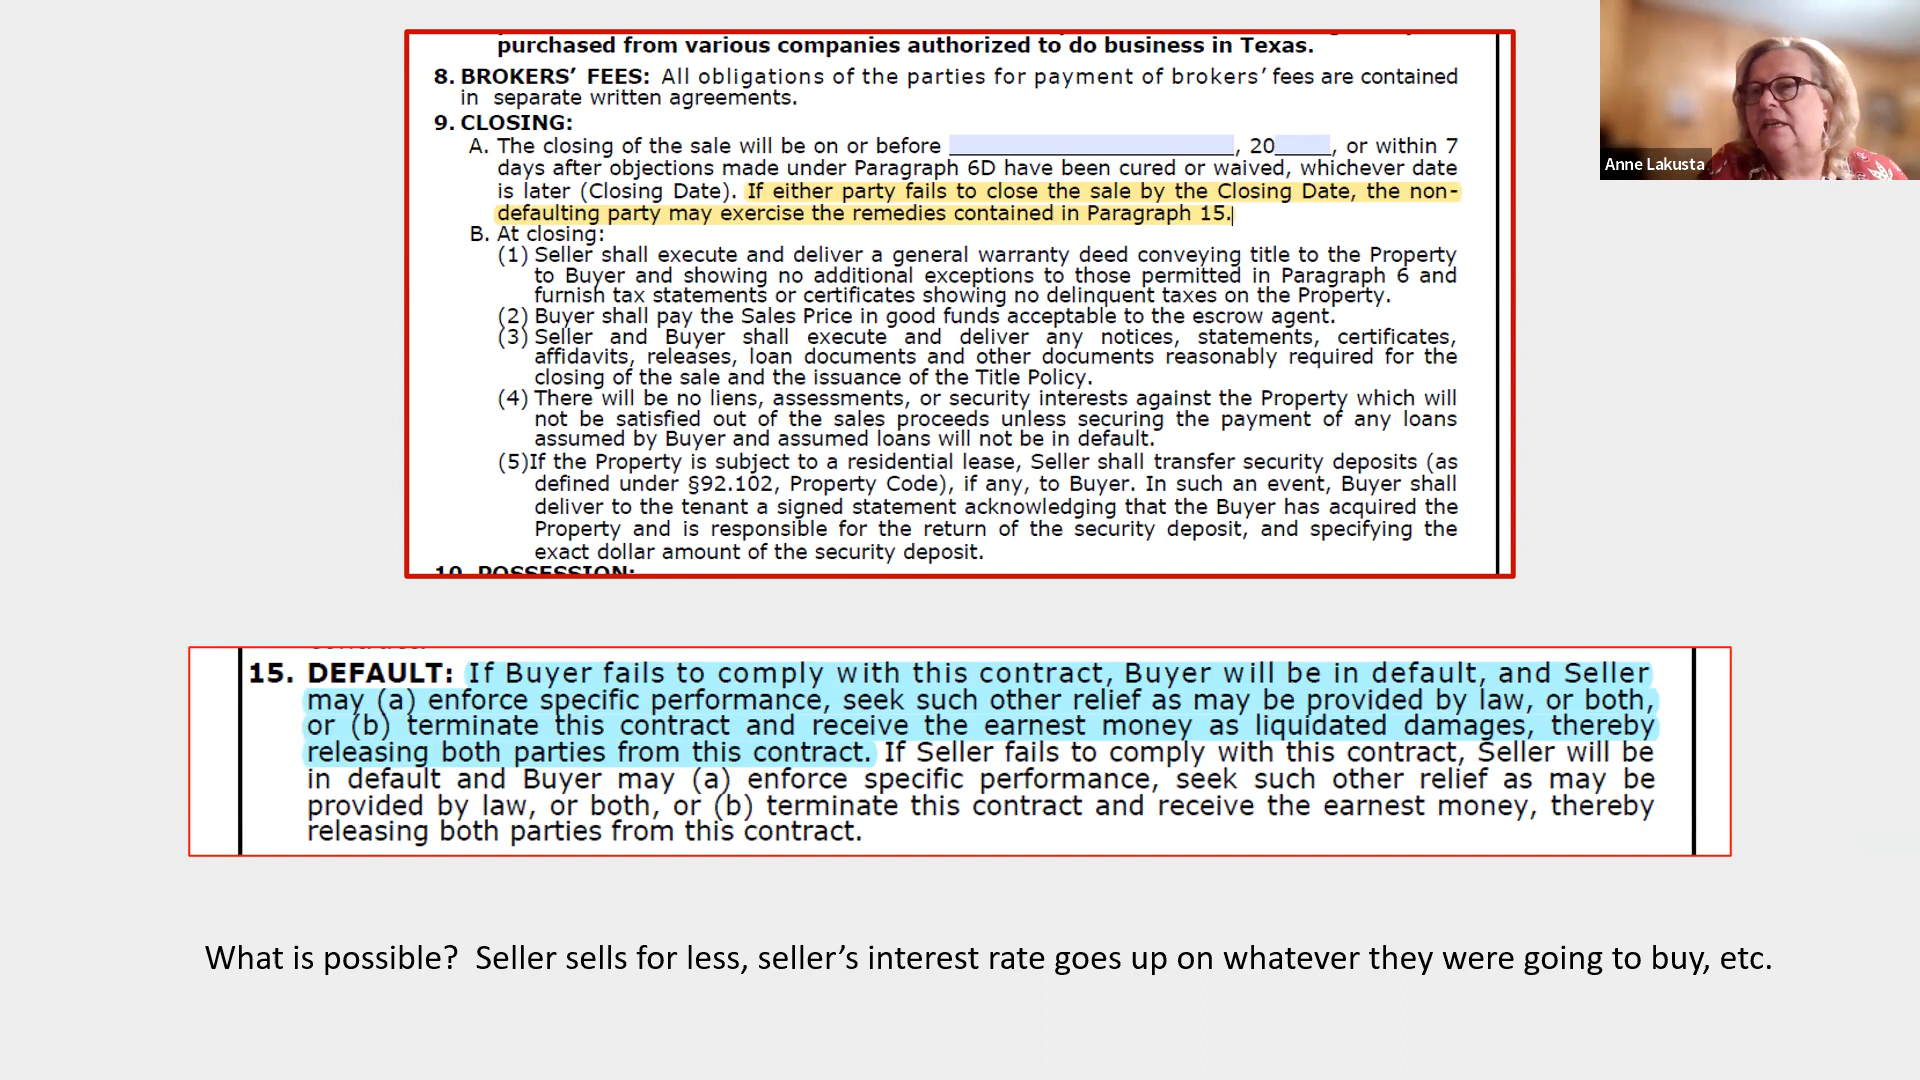 purchased from various companies authorized to do business in Texas.
8. BROKERS’ FEES: All obligations of the parties for payment of brokers’ fees are contained
in separate written agreements.
9. CLOSING:
A. The closing of the sale will be on or before ________________, 20____, or within 7
days after objections made under Paragraph 6D have been cured or waived, whichever date
is later (Closing Date). If either party fails to close the sale by the Closing Date, the non-
defaulting party may exercise the remedies contained in Paragraph 15.
B. At closing:
(1) Seller shall execute and deliver a general warranty deed conveying title to the Property
to Buyer and showing no additional exceptions to those permitted in Paragraph 6 and
furnish tax statements or certificates showing no delinquent taxes on the Property.
(2) Buyer shall pay the Sales Price in good funds acceptable to the escrow agent.
(3) Seller and Buyer shall execute and deliver any notices, statements, certificates,
affidavits, releases, loan documents and other documents reasonably required for the
closing of the sale and the issuance of the Title Policy.
(4) There will be no liens, assessments, or security interests against the Property which will
not be satisfied out of the sales proceeds unless securing the payment of any loans
assumed by Buyer and assumed loans will not be in default.
(5)If the Property is subject to a residential lease, Seller shall transfer security deposits (as
defined under §92.102, Property Code), if any, to Buyer. In such an event, Buyer shall
deliver to the tenant a signed statement acknowledging that the Buyer has acquired the
Property and is responsible for the return of the security deposit, and specifying the
exact dollar amount of the security deposit.
10. POSSESSION:
Anne Lakusta
15. DEFAULT: If Buyer fails to comply with this contract, Buyer will be in default, and Seller
may (a) enforce specific performance, seek such other relief as may be provided by law, or both,
or (b) terminate this contract and receive the earnest money as liquidated damages, thereby
releasing both parties from this contract. If Seller fails to comply with this contract, Seller will be
in default and Buyer may (a) enforce specific performance, seek such other relief as may be
provided by law, or both, or (b) terminate this contract and receive the earnest money, thereby
releasing both parties from this contract.
What is possible? Seller sells for less, seller’s interest rate goes up on whatever they were going to buy, etc.